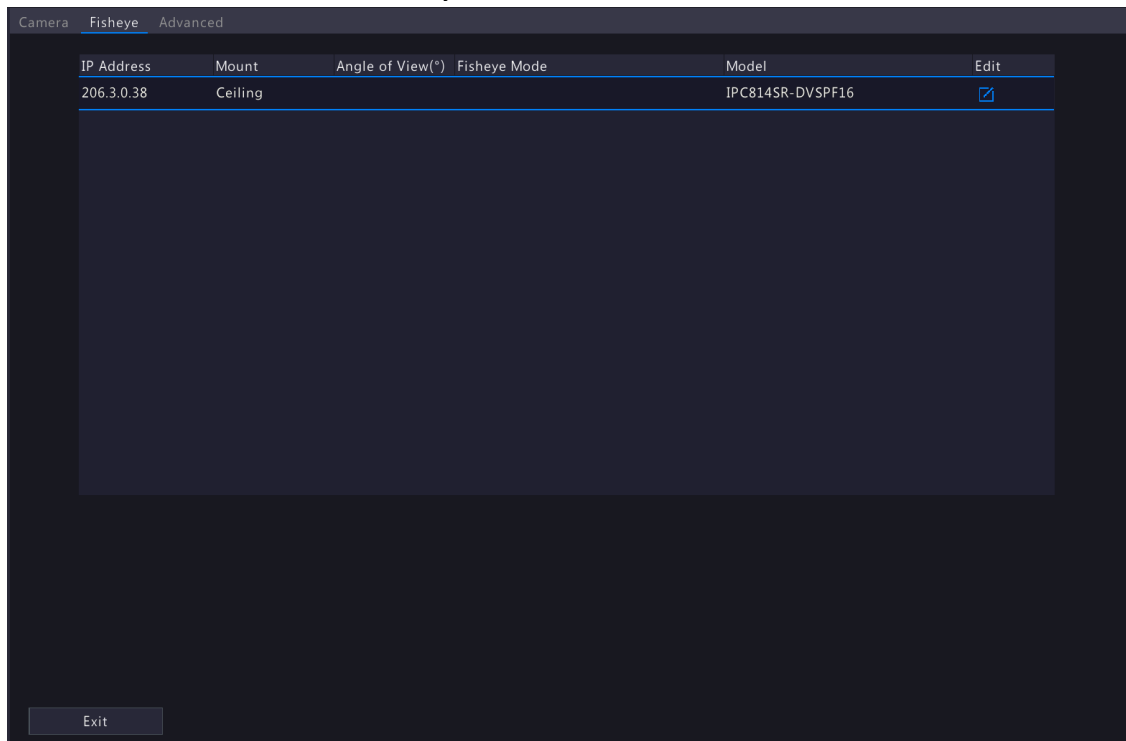 Camera Fisheye Advanced
IP Address Mount Angle of View(°) Fisheye Mode Model Edit
206.3.0.38 Ceiling IPC814SR-DVSPF16
Exit